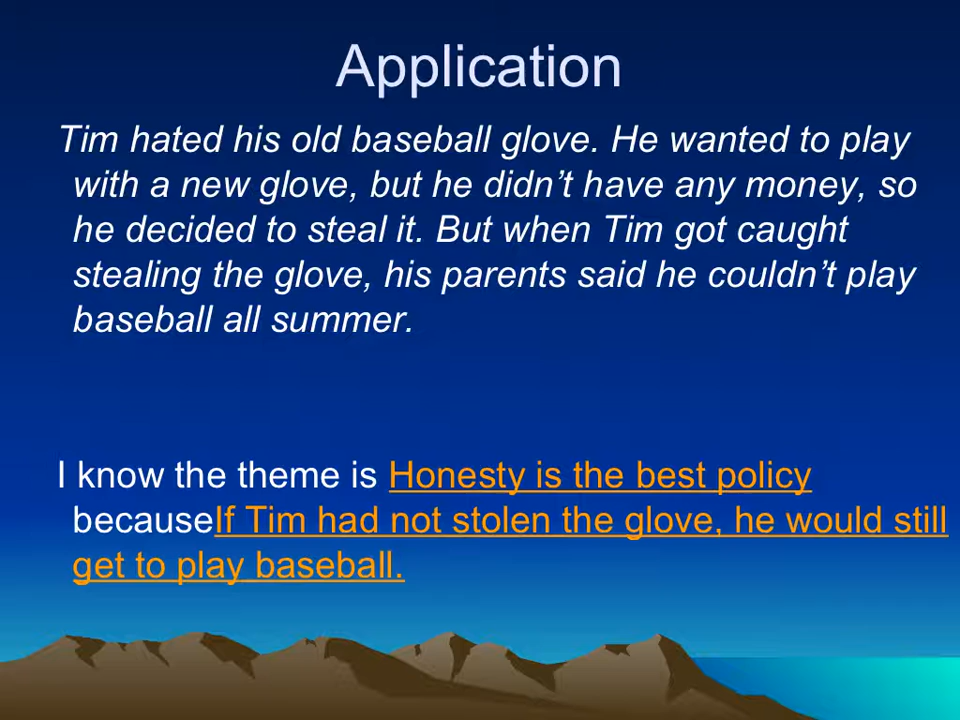 Application
Tim hated his old baseball glove. He wanted to play
with a new glove, but he didn’t have any money, so
he decided to steal it. But when Tim got caught
stealing the glove, his parents said he couldn’t play
baseball all summer.
I know the theme is Honesty is the best policy
becauseIf Tim had not stolen the glove, he would still
get to play baseball.